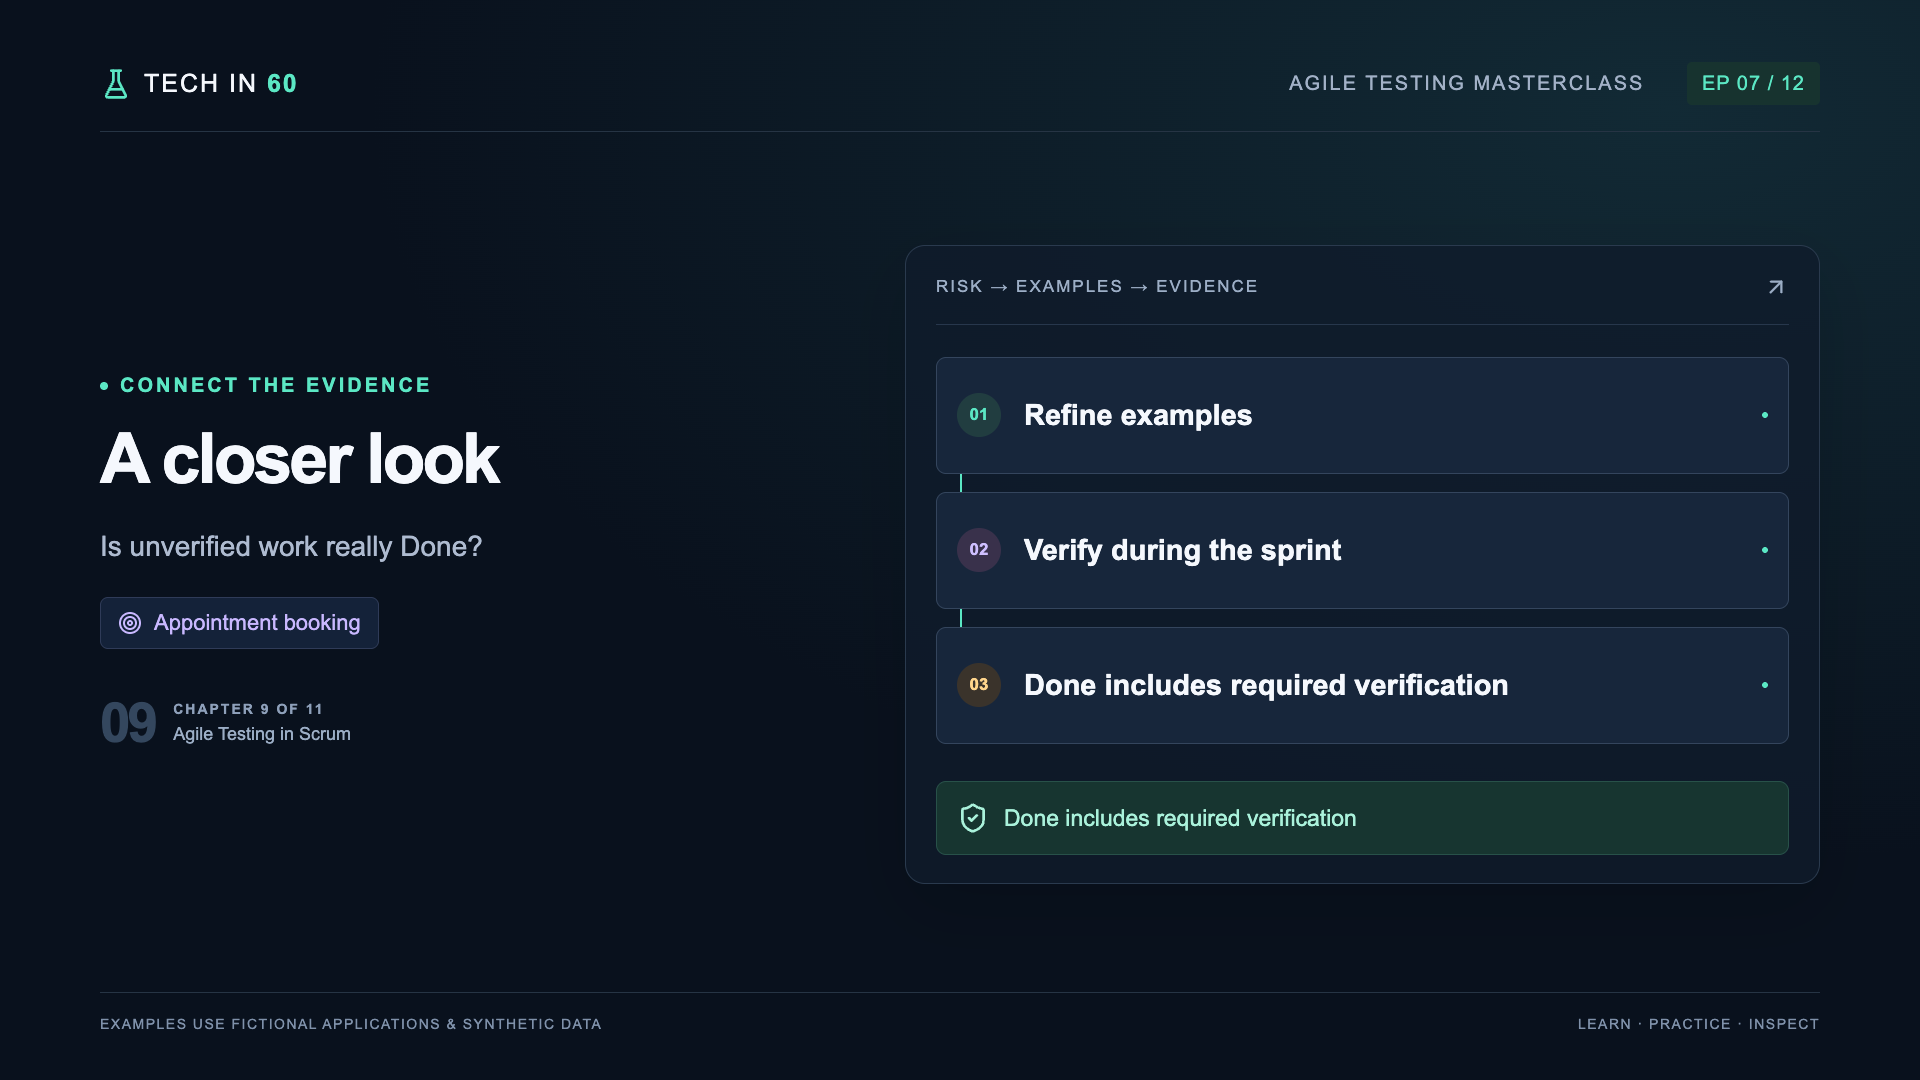 TECH IN 60
AGILE TESTING MASTERCLASS
EP 07 / 12
CONNECT THE EVIDENCE
A closer look
Is unverified work really Done?
Appointment booking
09
CHAPTER 9 OF 11
Agile Testing in Scrum
RISK → EXAMPLES → EVIDENCE
01
Refine examples
02
Verify during the sprint
03
Done includes required verification
Done includes required verification
EXAMPLES USE FICTIONAL APPLICATIONS & SYNTHETIC DATA
LEARN · PRACTICE · INSPECT